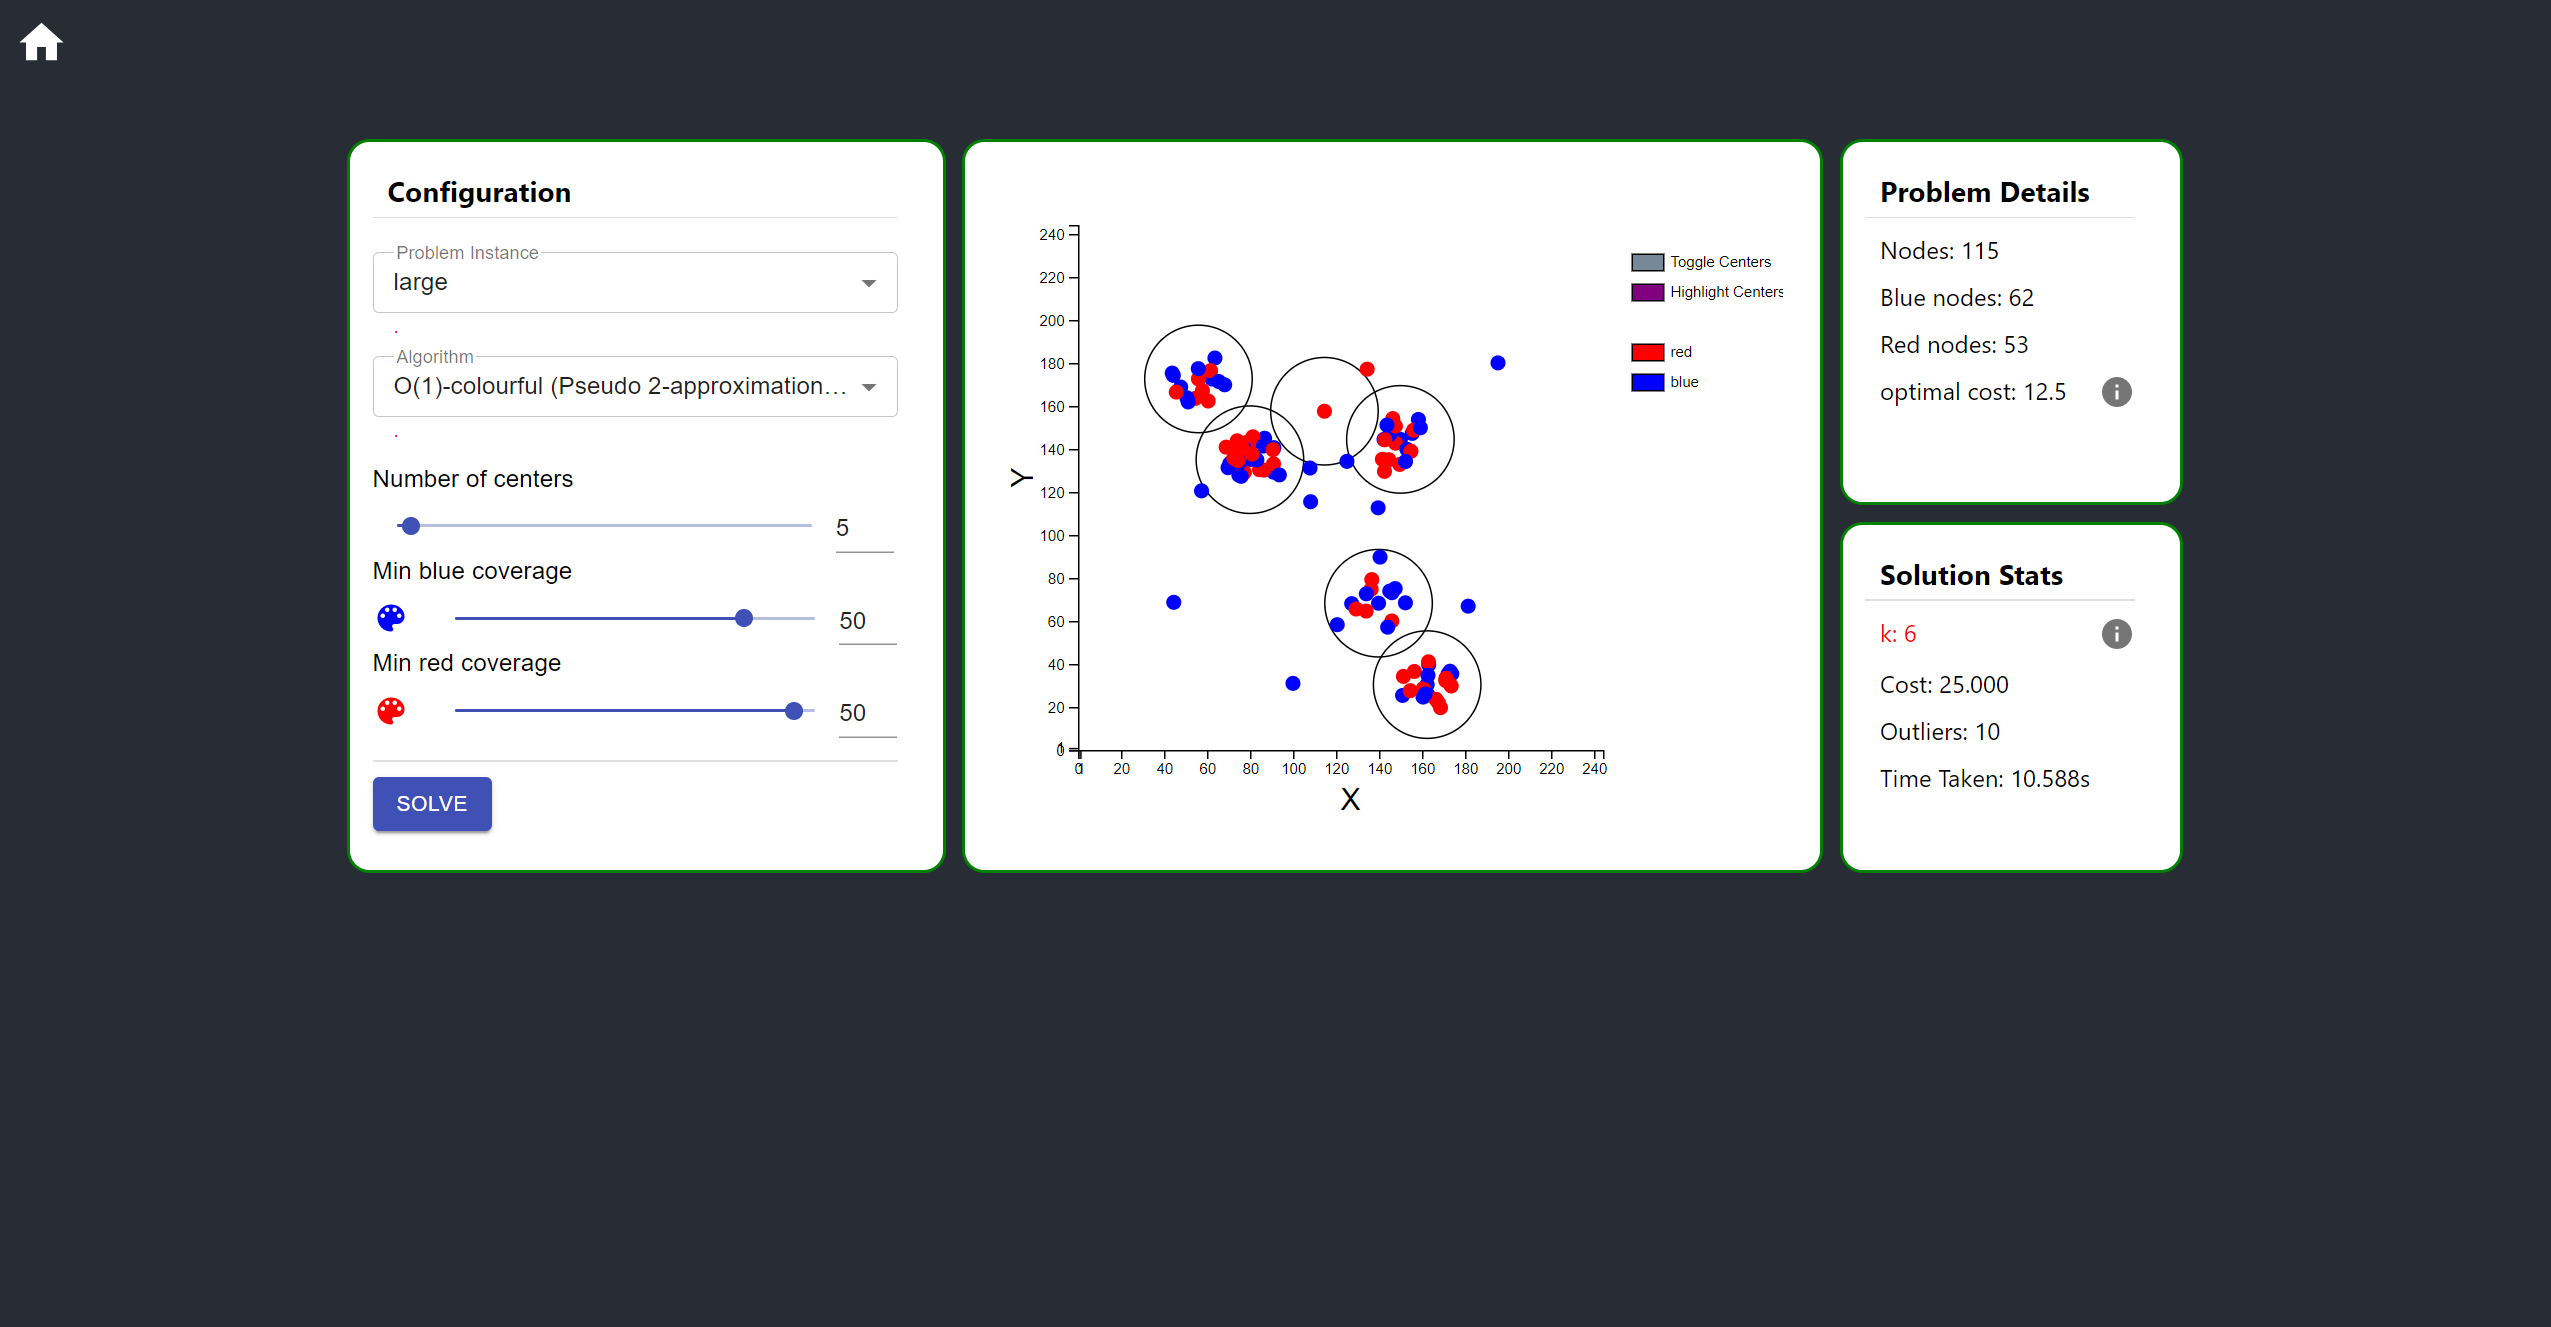 Configuration
Problem Instance
large
.
Algorithm
O(1)-colourful (Pseudo 2-approximation...
.
Number of centers
5
Min blue coverage
50
Min red coverage
50
SOLVE
240
220
200
180
160
140
120
100
80
60
40
20
1
0
Y
0 1 20 40 60 80 100 120 140 160 180 200 220 240
X
Toggle Centers
Highlight Centers
red
blue
Problem Details
Nodes: 115
Blue nodes: 62
Red nodes: 53
optimal cost: 12.5
Solution Stats
k: 6
Cost: 25.000
Outliers: 10
Time Taken: 10.588s